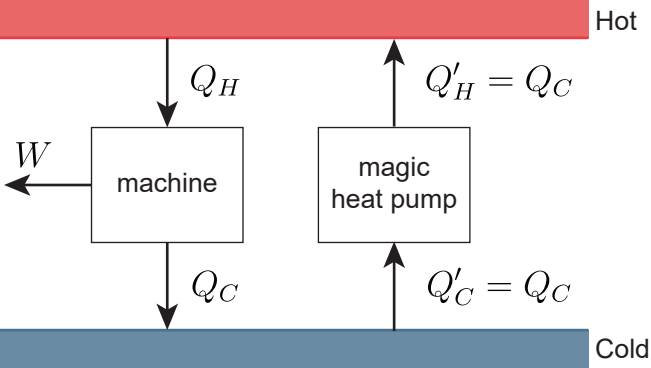 Hot
Q_H
Q'_H = Q_C
W
machine
magic
heat pump
Q_C
Q'_C = Q_C
Cold